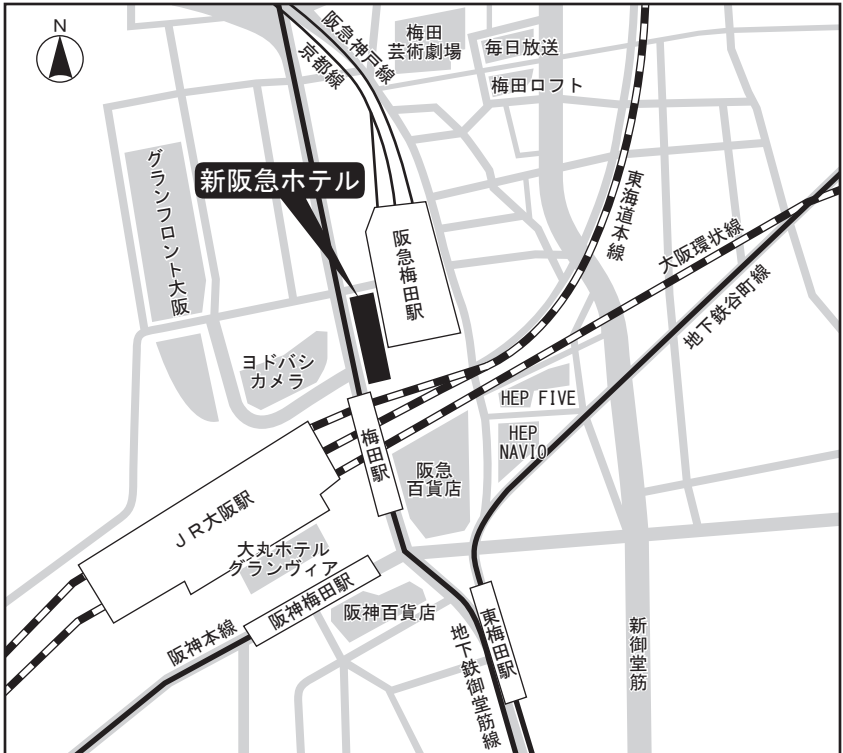 N
阪急神戸線
京都線
梅田
芸術劇場
毎日放送
梅田ロフト
グランフロント大阪
新阪急ホテル
阪急梅田駅
東海道本線
大阪環状線
地下鉄谷町線
ヨドバシ
カメラ
HEP FIVE
HEP
NAVIO
梅田駅
阪急
百貨店
JR大阪駅
大丸ホテル
グランヴィア
阪神梅田駅
阪神百貨店
阪神本線
地下鉄御堂筋線
東梅田駅
新御堂筋